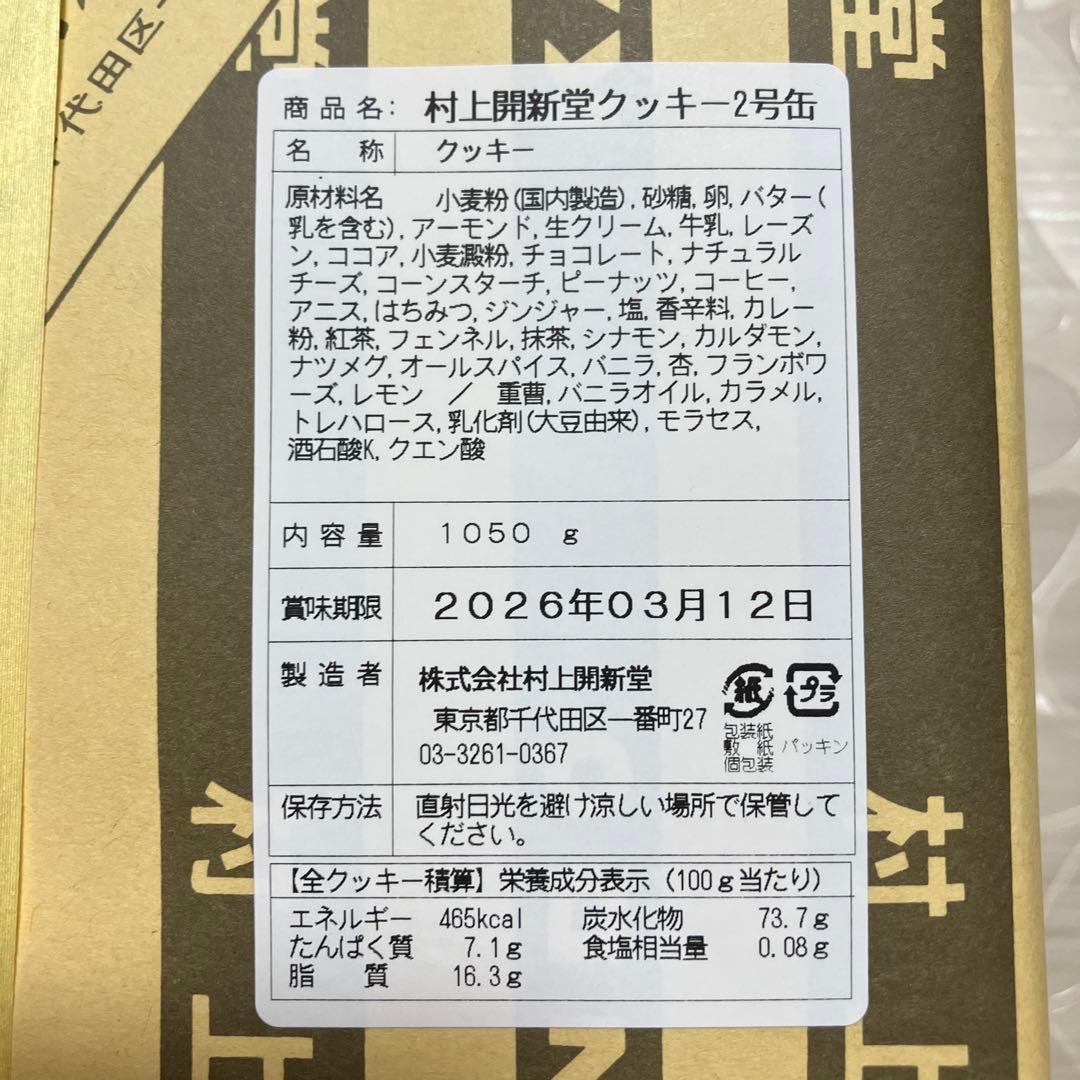 代田区一
堂
堂
商品名: 村上開新堂クッキー2号缶
名 称 クッキー
原材料名 小麦粉(国内製造),砂糖,卵,バター(
乳を含む),アーモンド,生クリーム,牛乳,レーズ
ン,ココア,小麦澱粉,チョコレート,ナチュラル
チーズ,コーンスターチ,ピーナッツ,コーヒー,
アニス,はちみつ,ジンジャー,塩,香辛料,カレー
粉,紅茶,フェンネル,抹茶,シナモン,カルダモン,
ナツメグ,オールスパイス,バニラ,杏,フランボワ
ーズ,レモン / 重曹,バニラオイル,カラメル,
トレハロース,乳化剤(大豆由来),モラセス,
酒石酸K,クエン酸
内容量 1050 g
賞味期限 2026年03月12日
製造者 株式会社村上開新堂
東京都千代田区一番町27
03-3261-0367
紙 プラ
包装紙
敷 紙 パッキン
個包装
保存方法 直射日光を避け涼しい場所で保管して
ください。
【全クッキー積算】栄養成分表示(100g当たり)
エネルギー 465kcal 炭水化物 73.7g
たんぱく質 7.1g 食塩相当量 0.08g
脂 質 16.3g
村上
村上